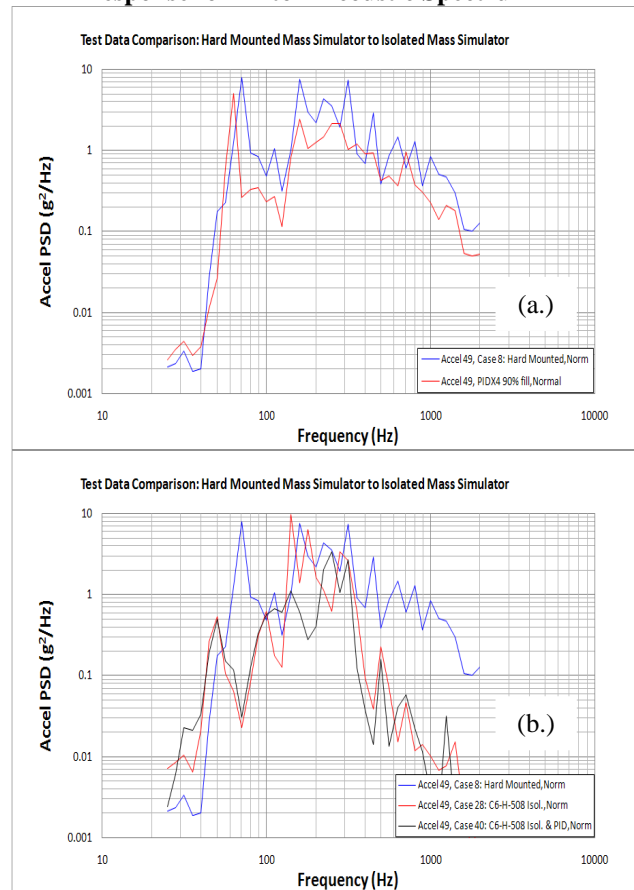 Test Data Comparison: Hard Mounted Mass Simulator to Isolated Mass Simulator
Accel PSD (g²/Hz)
10
1
0.1
0.01
0.001
(a.)
Accel 49, Case 8: Hard Mounted,Norm
Accel 49, PIDX4 90% fill,Normal
10 100 1000 10000
Frequency (Hz)
Test Data Comparison: Hard Mounted Mass Simulator to Isolated Mass Simulator
Accel PSD (g²/Hz)
10
1
0.1
0.01
0.001
(b.)
Accel 49, Case 8: Hard Mounted,Norm
Accel 49, Case 28: C6-H-508 Isol.,Norm
Accel 49, Case 40: C6-H-508 Isol. & PID,Norm
10 100 1000 10000
Frequency (Hz)